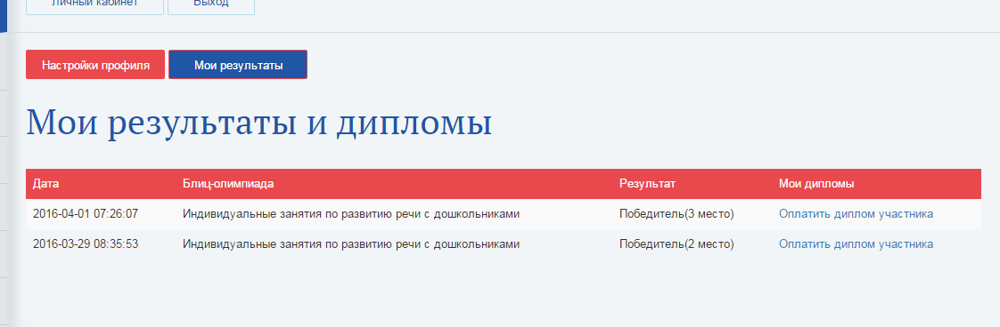 Личный кабинет Выход
Настройки профиля Мои результаты
Мои результаты и дипломы
Дата Блиц-олимпиада Результат Мои дипломы
2016-04-01 07:26:07 Индивидуальные занятия по развитию речи с дошкольниками Победитель(3 место) Оплатить диплом участника
2016-03-29 08:35:53 Индивидуальные занятия по развитию речи с дошкольниками Победитель(2 место) Оплатить диплом участника